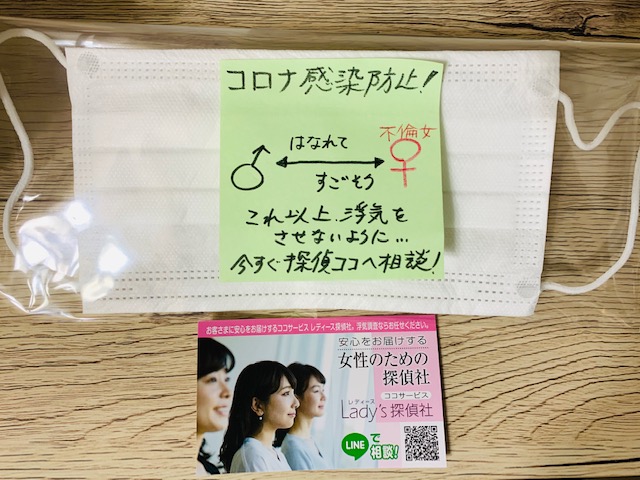 コロナ感染防止!
不倫女
はなれて
♂ ⟷ ♀
すごそう
これ以上、浮気を
させないように…
今すぐ探偵ココへ相談!
お客さまに安心をお届けするココサービス レディース探偵社。浮気調査ならお任せください。
安心をお届けする
女性のための
探偵社
ココサービス
レディース
Lady's 探偵社
LINEで
相談!